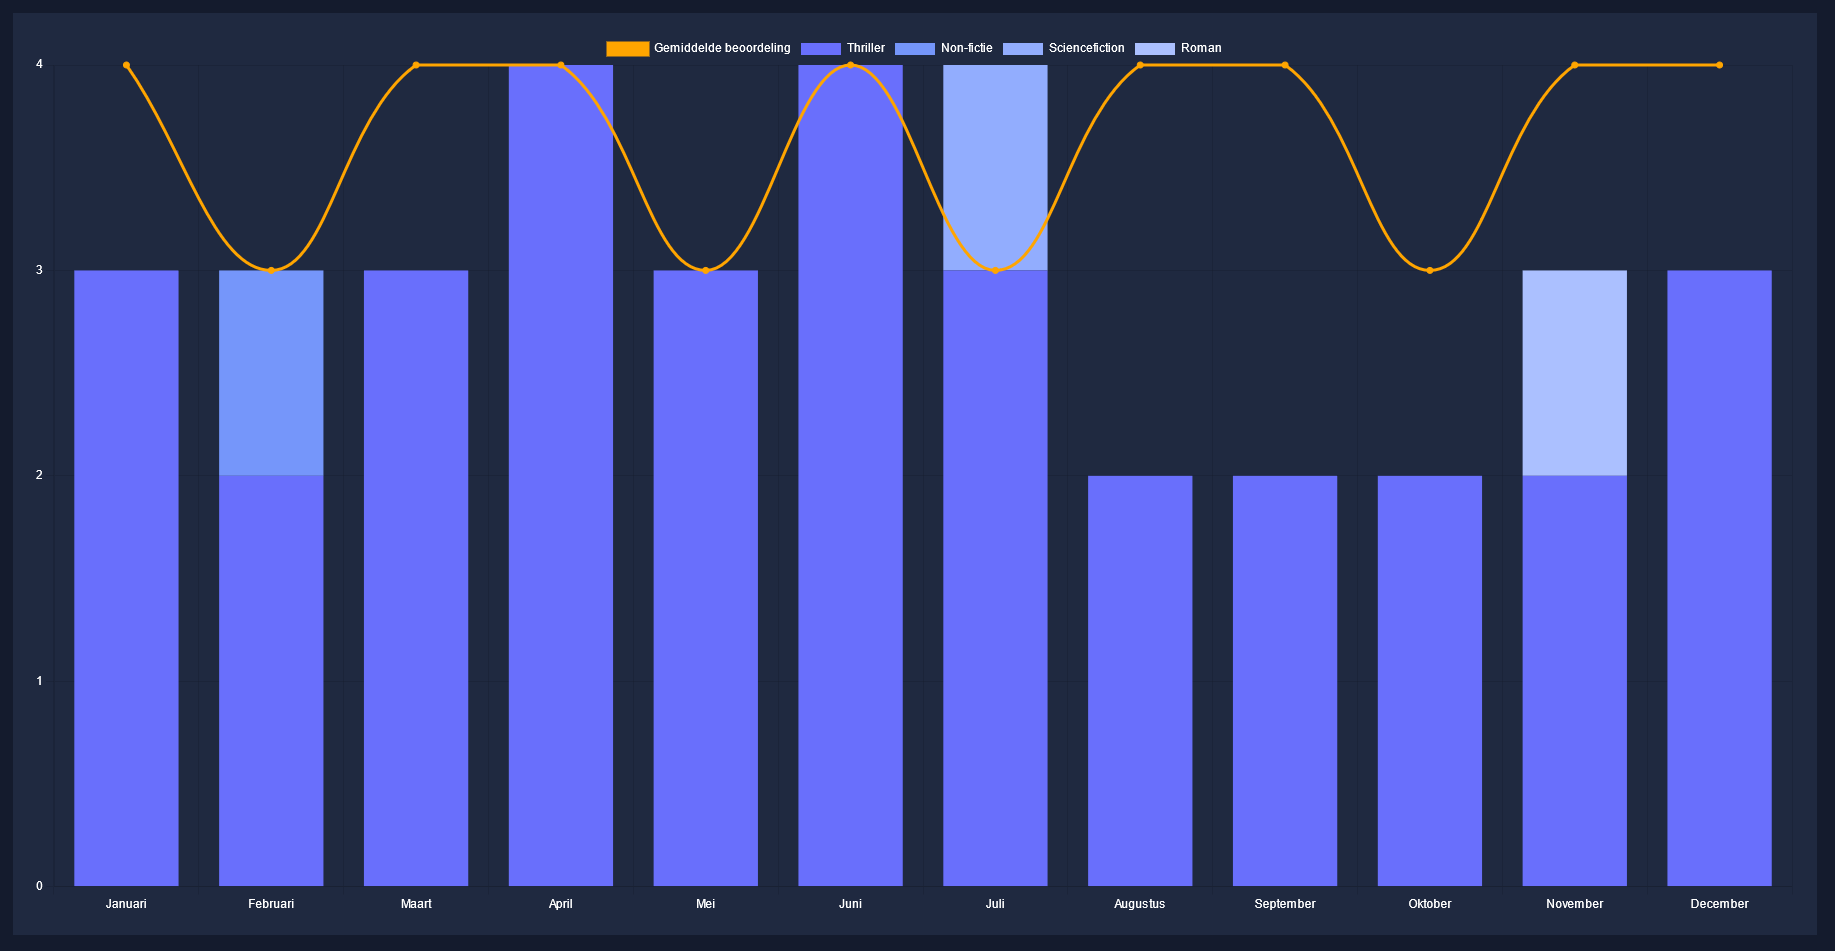 Gemiddelde beoordeling Thriller Non-fictie Sciencefiction Roman
4
3
2
1
0
Januari Februari Maart April Mei Juni Juli Augustus September Oktober November December